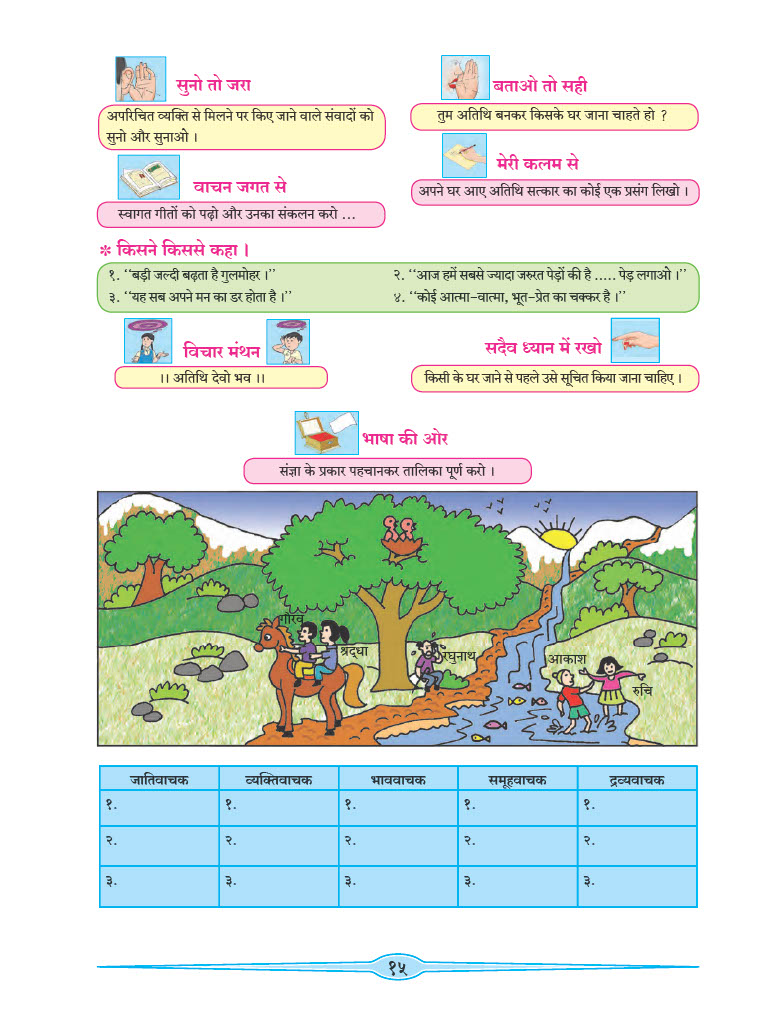 सुनो तो जरा
अपरिचित व्यक्ति से मिलने पर किए जाने वाले संवादों को
सुनो और सुनाओ ।
बताओ तो सही
तुम अतिथि बनकर किसके घर जाना चाहते हो ?
वाचन जगत से
स्वागत गीतों को पढ़ो और उनका संकलन करो ...
मेरी कलम से
अपने घर आए अतिथि सत्कार का कोई एक प्रसंग लिखो ।
* किसने किससे कहा ।
१. ‘‘बड़ी जल्दी बढ़ता है गुलमोहर ।’’ २. ‘‘आज हमें सबसे ज्यादा जरुरत पेड़ों की है ..... पेड़ लगाओ ।’’
३. ‘‘यह सब अपने मन का डर होता है ।’’ ४. ‘‘कोई आत्मा-वात्मा, भूत-प्रेत का चक्कर है ।’’
विचार मंथन
।। अतिथि देवो भव ।।
सदैव ध्यान में रखो
किसी के घर जाने से पहले उसे सूचित किया जाना चाहिए ।
भाषा की ओर
संज्ञा के प्रकार पहचानकर तालिका पूर्ण करो ।
गौरव
श्रद्धा
रघुनाथ
आकाश
रुचि
जातिवाचक व्यक्तिवाचक भाववाचक समूहवाचक द्रव्यवाचक
१. १. १. १. १.
२. २. २. २. २.
३. ३. ३. ३. ३.
१५